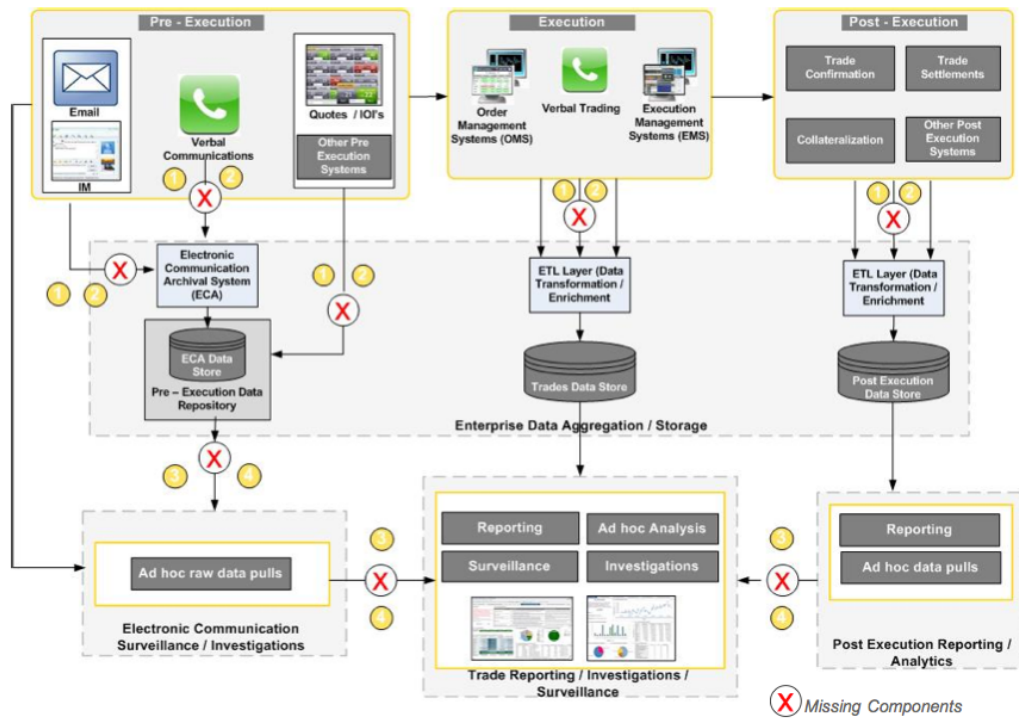 Pre - Execution
Email
IM
Verbal
Communications
Quotes / IOI's
Other Pre
Execution
Systems
1
2
Execution
Order
Management
Systems (OMS)
Verbal Trading
Execution
Management
Systems (EMS)
1
2
Post - Execution
Trade
Confirmation
Trade
Settlements
Collateralization
Other Post
Execution
Systems
1
2
X
X
X
Electronic
Communication
Archival System
(ECA)
X
1
2
1
2
X
ETL Layer (Data
Transformation /
Enrichment
ETL Layer (Data
Transformation /
Enrichment
ECA Data
Store
Pre – Execution Data
Repository
Trades Data Store
Post Execution
Data Store
Enterprise Data Aggregation / Storage
3
X
4
Ad hoc raw data pulls
Electronic Communication
Surveillance / Investigations
3
X
4
Reporting
Ad hoc Analysis
Surveillance
Investigations
Trade Reporting / Investigations /
Surveillance
3
X
4
Reporting
Ad hoc data pulls
Post Execution Reporting /
Analytics
X Missing Components